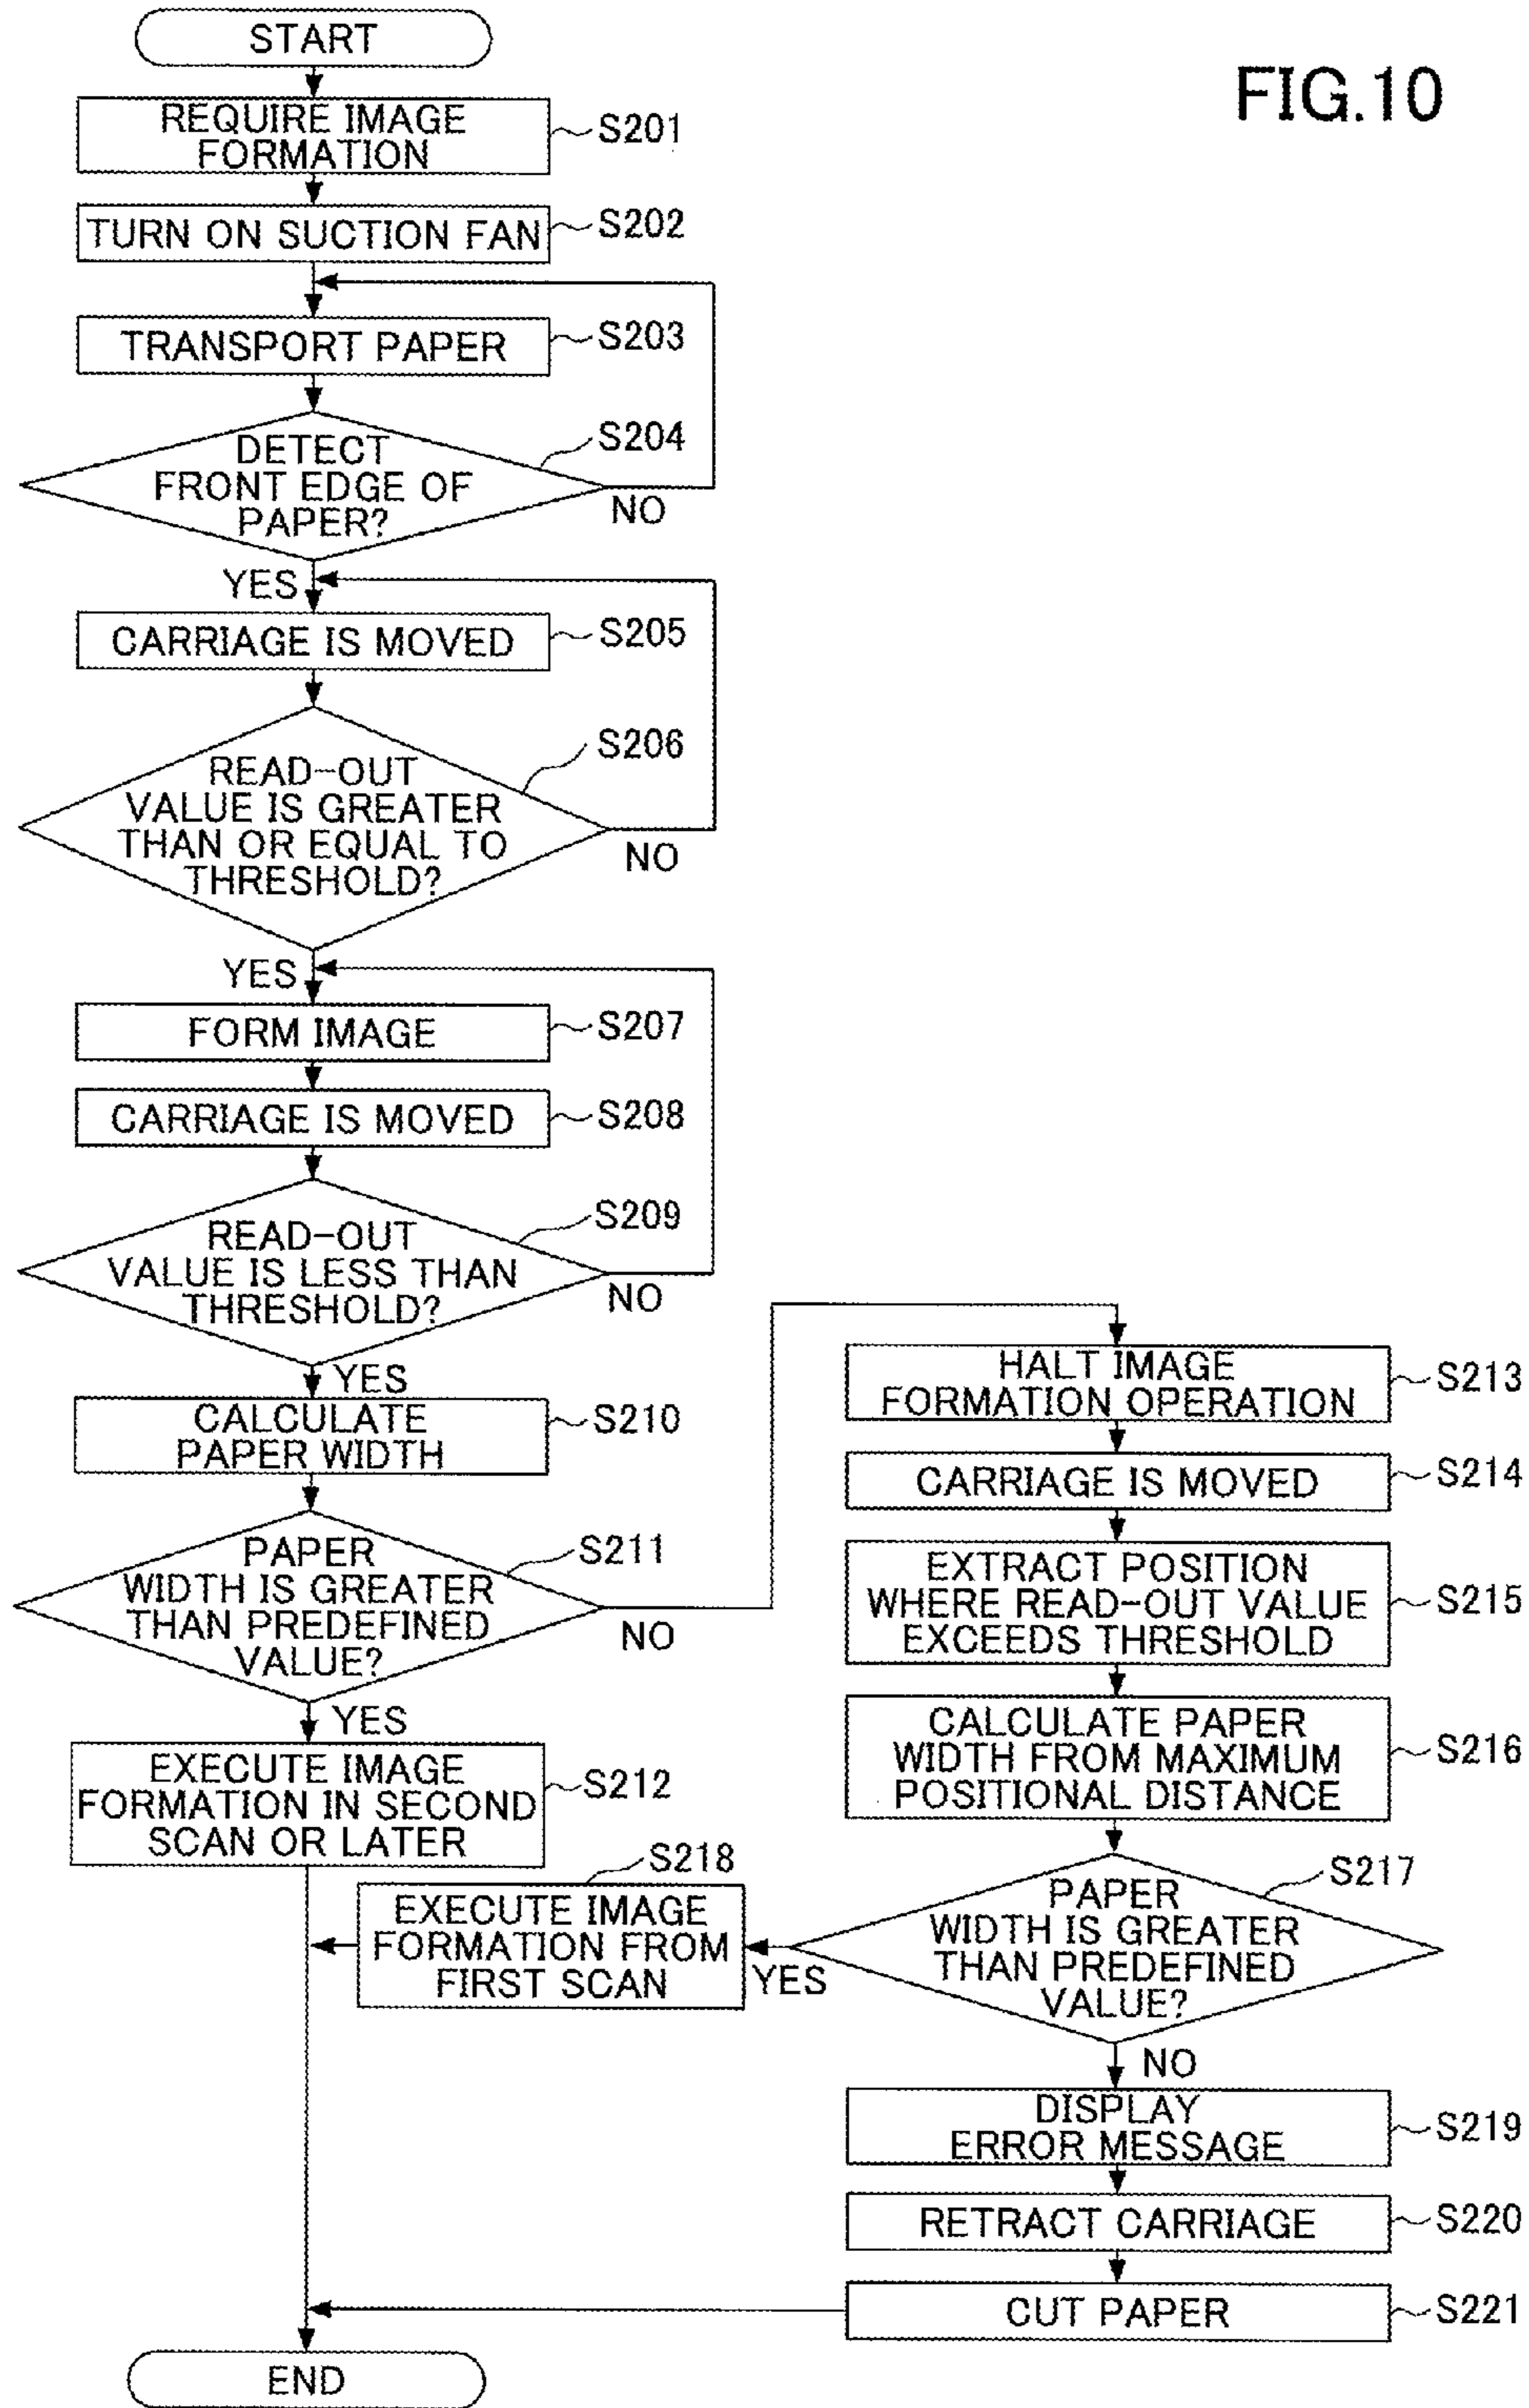 FIG.10
START
REQUIRE IMAGE
FORMATION
S201
TURN ON SUCTION FAN
S202
TRANSPORT PAPER
S203
DETECT
FRONT EDGE OF
PAPER?
S204
NO
YES
CARRIAGE IS MOVED
S205
READ-OUT
VALUE IS GREATER
THAN OR EQUAL TO
THRESHOLD?
S206
NO
YES
FORM IMAGE
S207
CARRIAGE IS MOVED
S208
READ-OUT
VALUE IS LESS THAN
THRESHOLD?
S209
NO
YES
CALCULATE
PAPER WIDTH
S210
PAPER
WIDTH IS GREATER
THAN PREDEFINED
VALUE?
S211
NO
YES
EXECUTE IMAGE
FORMATION IN SECOND
SCAN OR LATER
S212
HALT IMAGE
FORMATION OPERATION
S213
CARRIAGE IS MOVED
S214
EXTRACT POSITION
WHERE READ-OUT VALUE
EXCEEDS THRESHOLD
S215
CALCULATE PAPER
WIDTH FROM MAXIMUM
POSITIONAL DISTANCE
S216
PAPER
WIDTH IS GREATER
THAN PREDEFINED
VALUE?
S217
YES
S218
EXECUTE IMAGE
FORMATION FROM
FIRST SCAN
NO
DISPLAY
ERROR MESSAGE
S219
RETRACT CARRIAGE
S220
CUT PAPER
S221
END